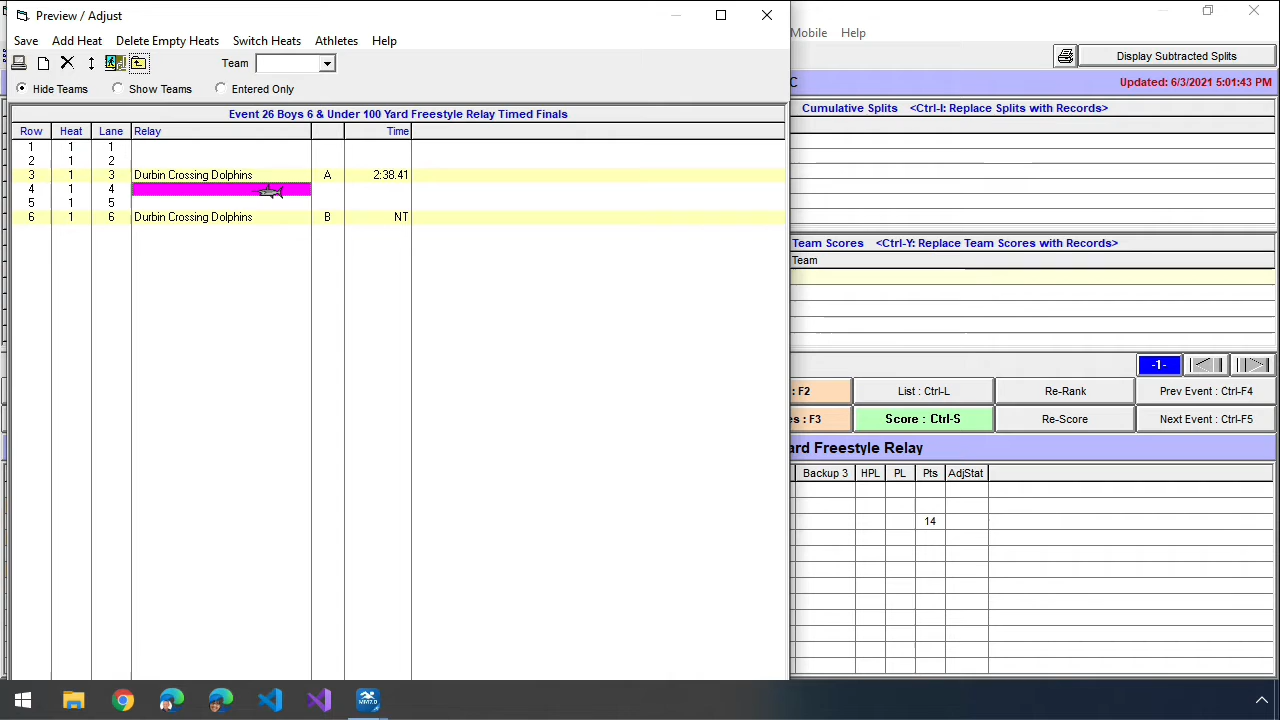 Preview / Adjust
Save Add Heat Delete Empty Heats Switch Heats Athletes Help
Mobile Help
Team
Display Subtracted Splits
Hide Teams Show Teams Entered Only
C Updated: 6/3/2021 5:01:43 PM
Event 26 Boys 6 & Under 100 Yard Freestyle Relay Timed Finals
Cumulative Splits <Ctrl-I: Replace Splits with Records>
Row Heat Lane Relay Time
1 1 1
2 1 2
3 1 3 Durbin Crossing Dolphins A 2:38.41
4 1 4
5 1 5
6 1 6 Durbin Crossing Dolphins B NT
Team Scores <Ctrl-Y: Replace Team Scores with Records>
Team
-1-
: F2 List : Ctrl-L Re-Rank Prev Event : Ctrl-F4
es : F3 Score : Ctrl-S Re-Score Next Event : Ctrl-F5
ard Freestyle Relay
Backup 3 HPL PL Pts AdjStat
14
MM7.0